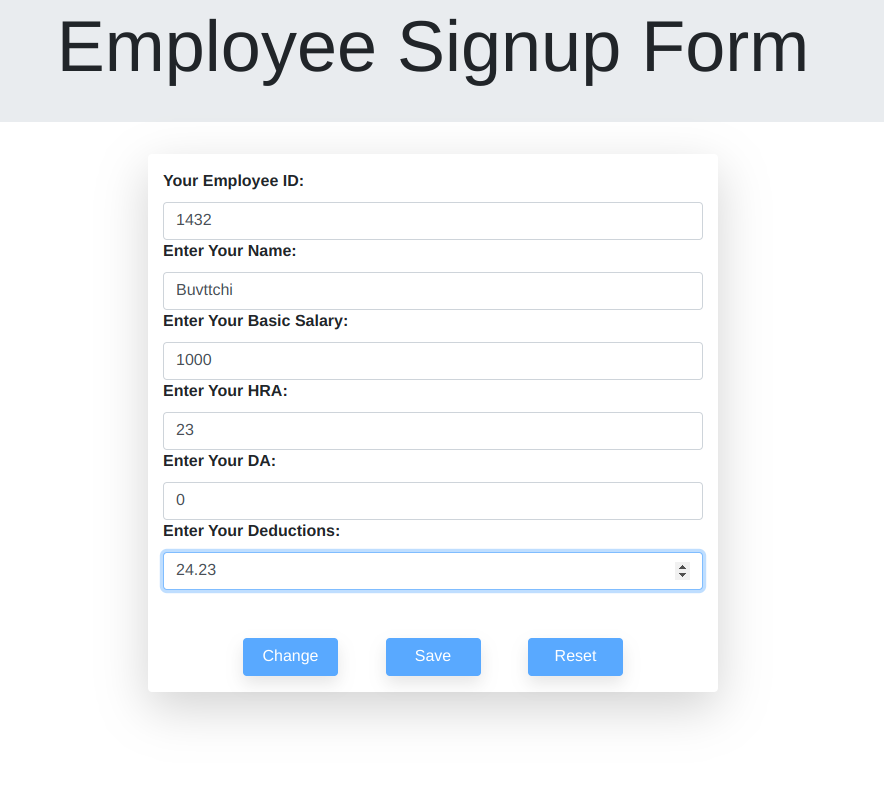 Employee Signup Form
Your Employee ID:
1432
Enter Your Name:
Buvttchi
Enter Your Basic Salary:
1000
Enter Your HRA:
23
Enter Your DA:
0
Enter Your Deductions:
24.23
Change Save Reset